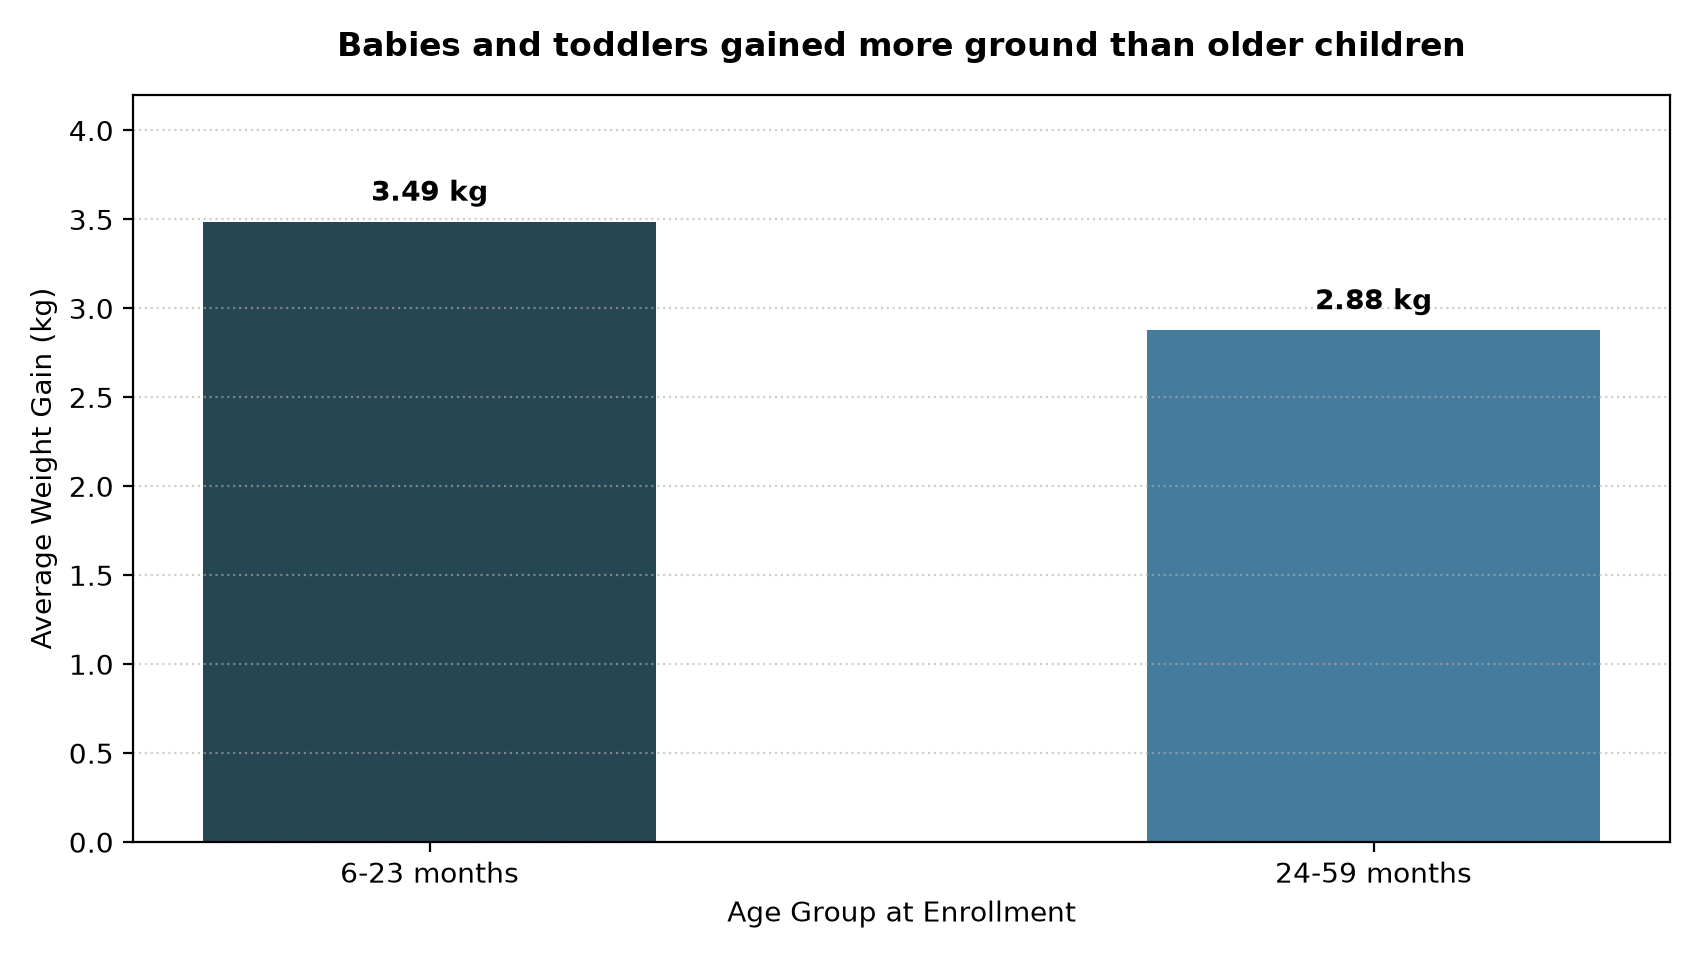 Babies and toddlers gained more ground than older children
Average Weight Gain (kg)
4.0
3.5
3.0
2.5
2.0
1.5
1.0
0.5
0.0
3.49 kg
2.88 kg
6-23 months
24-59 months
Age Group at Enrollment